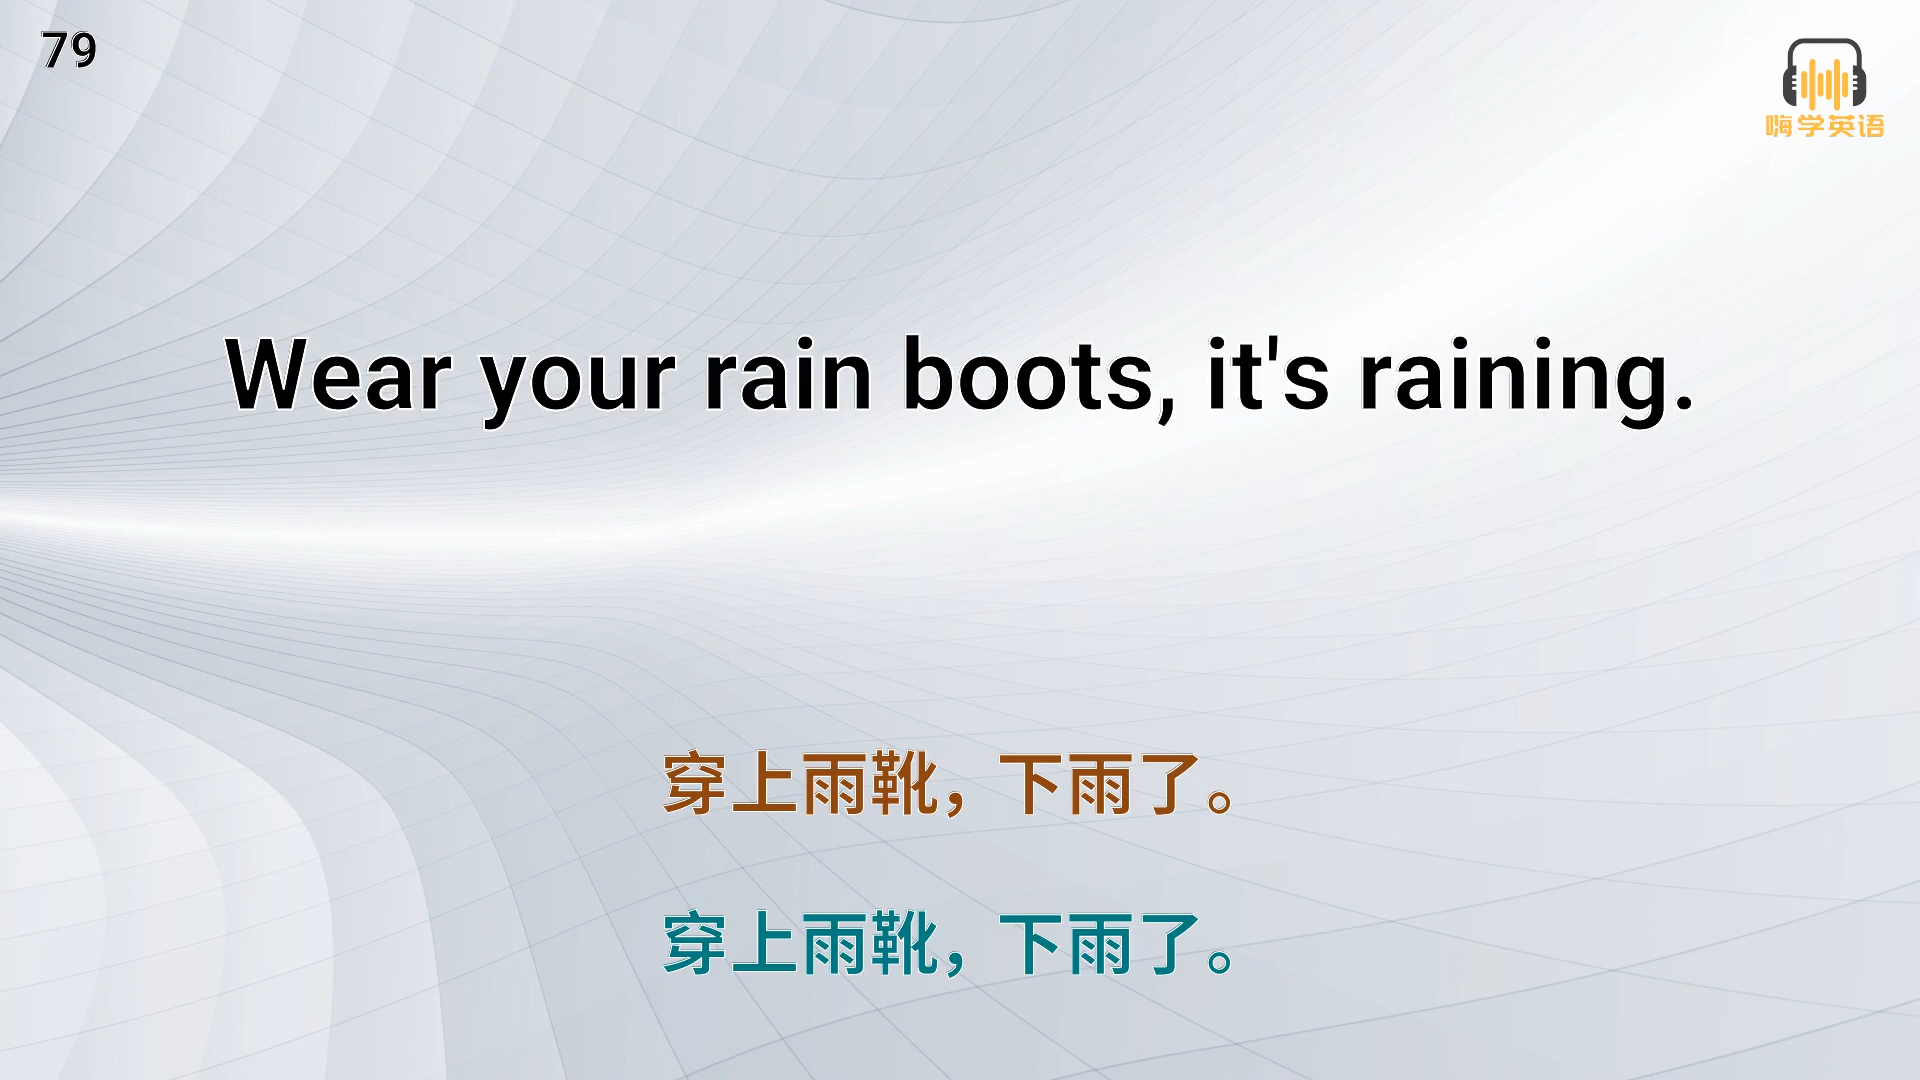 79
嗨学英语
Wear your rain boots, it's raining.
穿上雨靴，下雨了。
穿上雨靴，下雨了。